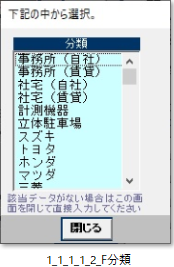 下記の中から選択。
分類
事務所（自社）
事務所（賃貸）
社宅（自社）
社宅（賃貸）
計測機器
立体駐車場
スズキ
トヨタ
ホンダ
マツダ
三菱
該当データがない場合はこの画
面を閉じて直接入力してください
閉じる
1_1_1_1_2_F分類